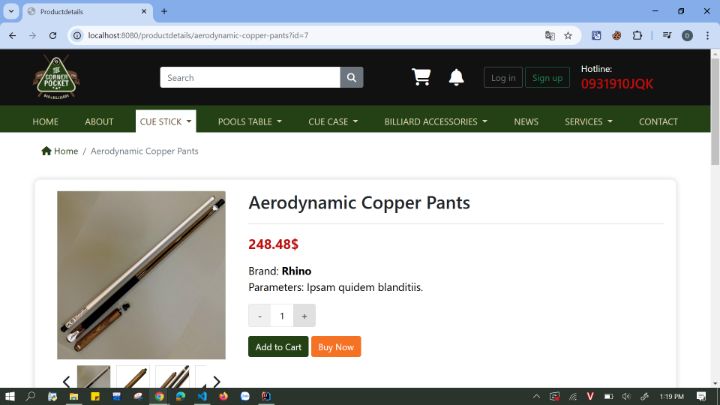 Productdetails
localhost:8080/productdetails/aerodynamic-copper-pants?id=7
THE
CORNER
POCKET
Search
Log in
Sign up
Hotline:
0931910JQK
HOME
ABOUT
CUE STICK
POOLS TABLE
CUE CASE
BILLIARD ACCESSORIES
NEWS
SERVICES
CONTACT
Home / Aerodynamic Copper Pants
Aerodynamic Copper Pants
248.48$
Brand: Rhino
Parameters: Ipsam quidem blanditiis.
- 1 +
Add to Cart
Buy Now
1:19 PM